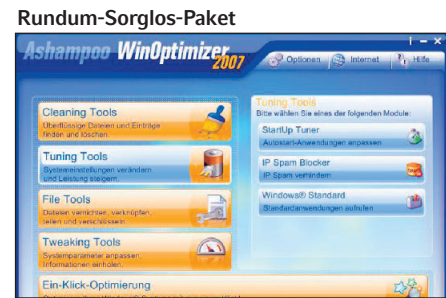 Rundum-Sorglos-Paket
Ashampoo WinOptimizer 2007
Optionen Internet Hilfe
Cleaning Tools
Überflüssige Dateien und Einträge
finden und löschen.
Tuning Tools
Systemeinstellungen verändern
und Leistung steigern.
File Tools
Dateien vernichten, verknüpfen,
teilen und verschlüsseln.
Tweaking Tools
Systemparameter anpassen,
Informationen einholen.
Ein-Klick-Optimierung
Tuning Tools
Bitte wählen Sie eines der folgenden Module:
StartUp Tuner
Autostart-Anwendungen anpassen
IP Spam Blocker
IP Spam verhindern
Windows® Standard
Standardanwendungen aufrufen